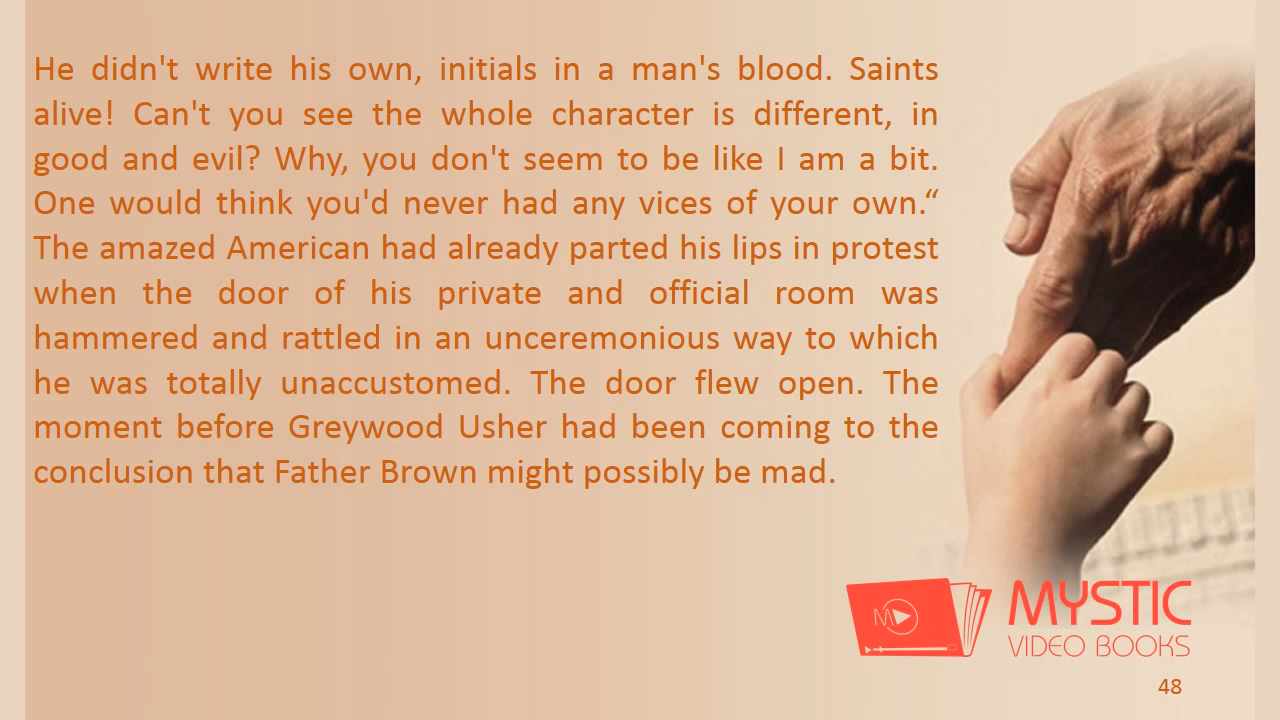 He didn't write his own, initials in a man's blood. Saints
alive! Can't you see the whole character is different, in
good and evil? Why, you don't seem to be like I am a bit.
One would think you'd never had any vices of your own.“
The amazed American had already parted his lips in protest
when the door of his private and official room was
hammered and rattled in an unceremonious way to which
he was totally unaccustomed. The door flew open. The
moment before Greywood Usher had been coming to the
conclusion that Father Brown might possibly be mad.
M
MYSTIC
VIDEO BOOKS
48